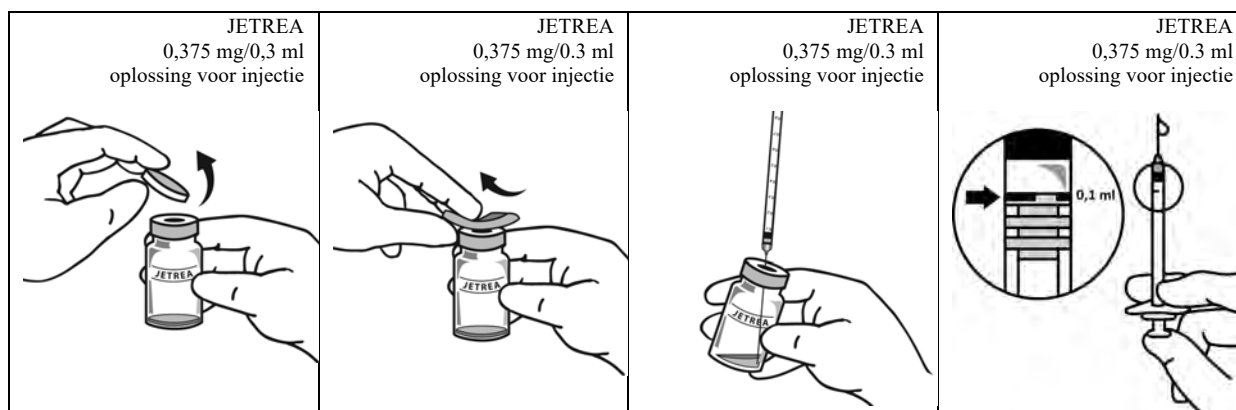 JETREA
0,375 mg/0,3 ml
oplossing voor injectie
JETREA
JETREA
0,375 mg/0.3 ml
oplossing voor injectie
JETREA
JETREA
0,375 mg/0.3 ml
oplossing voor injectie
JETREA
JETREA
0,375 mg/0.3 ml
oplossing voor injectie
0,1 ml